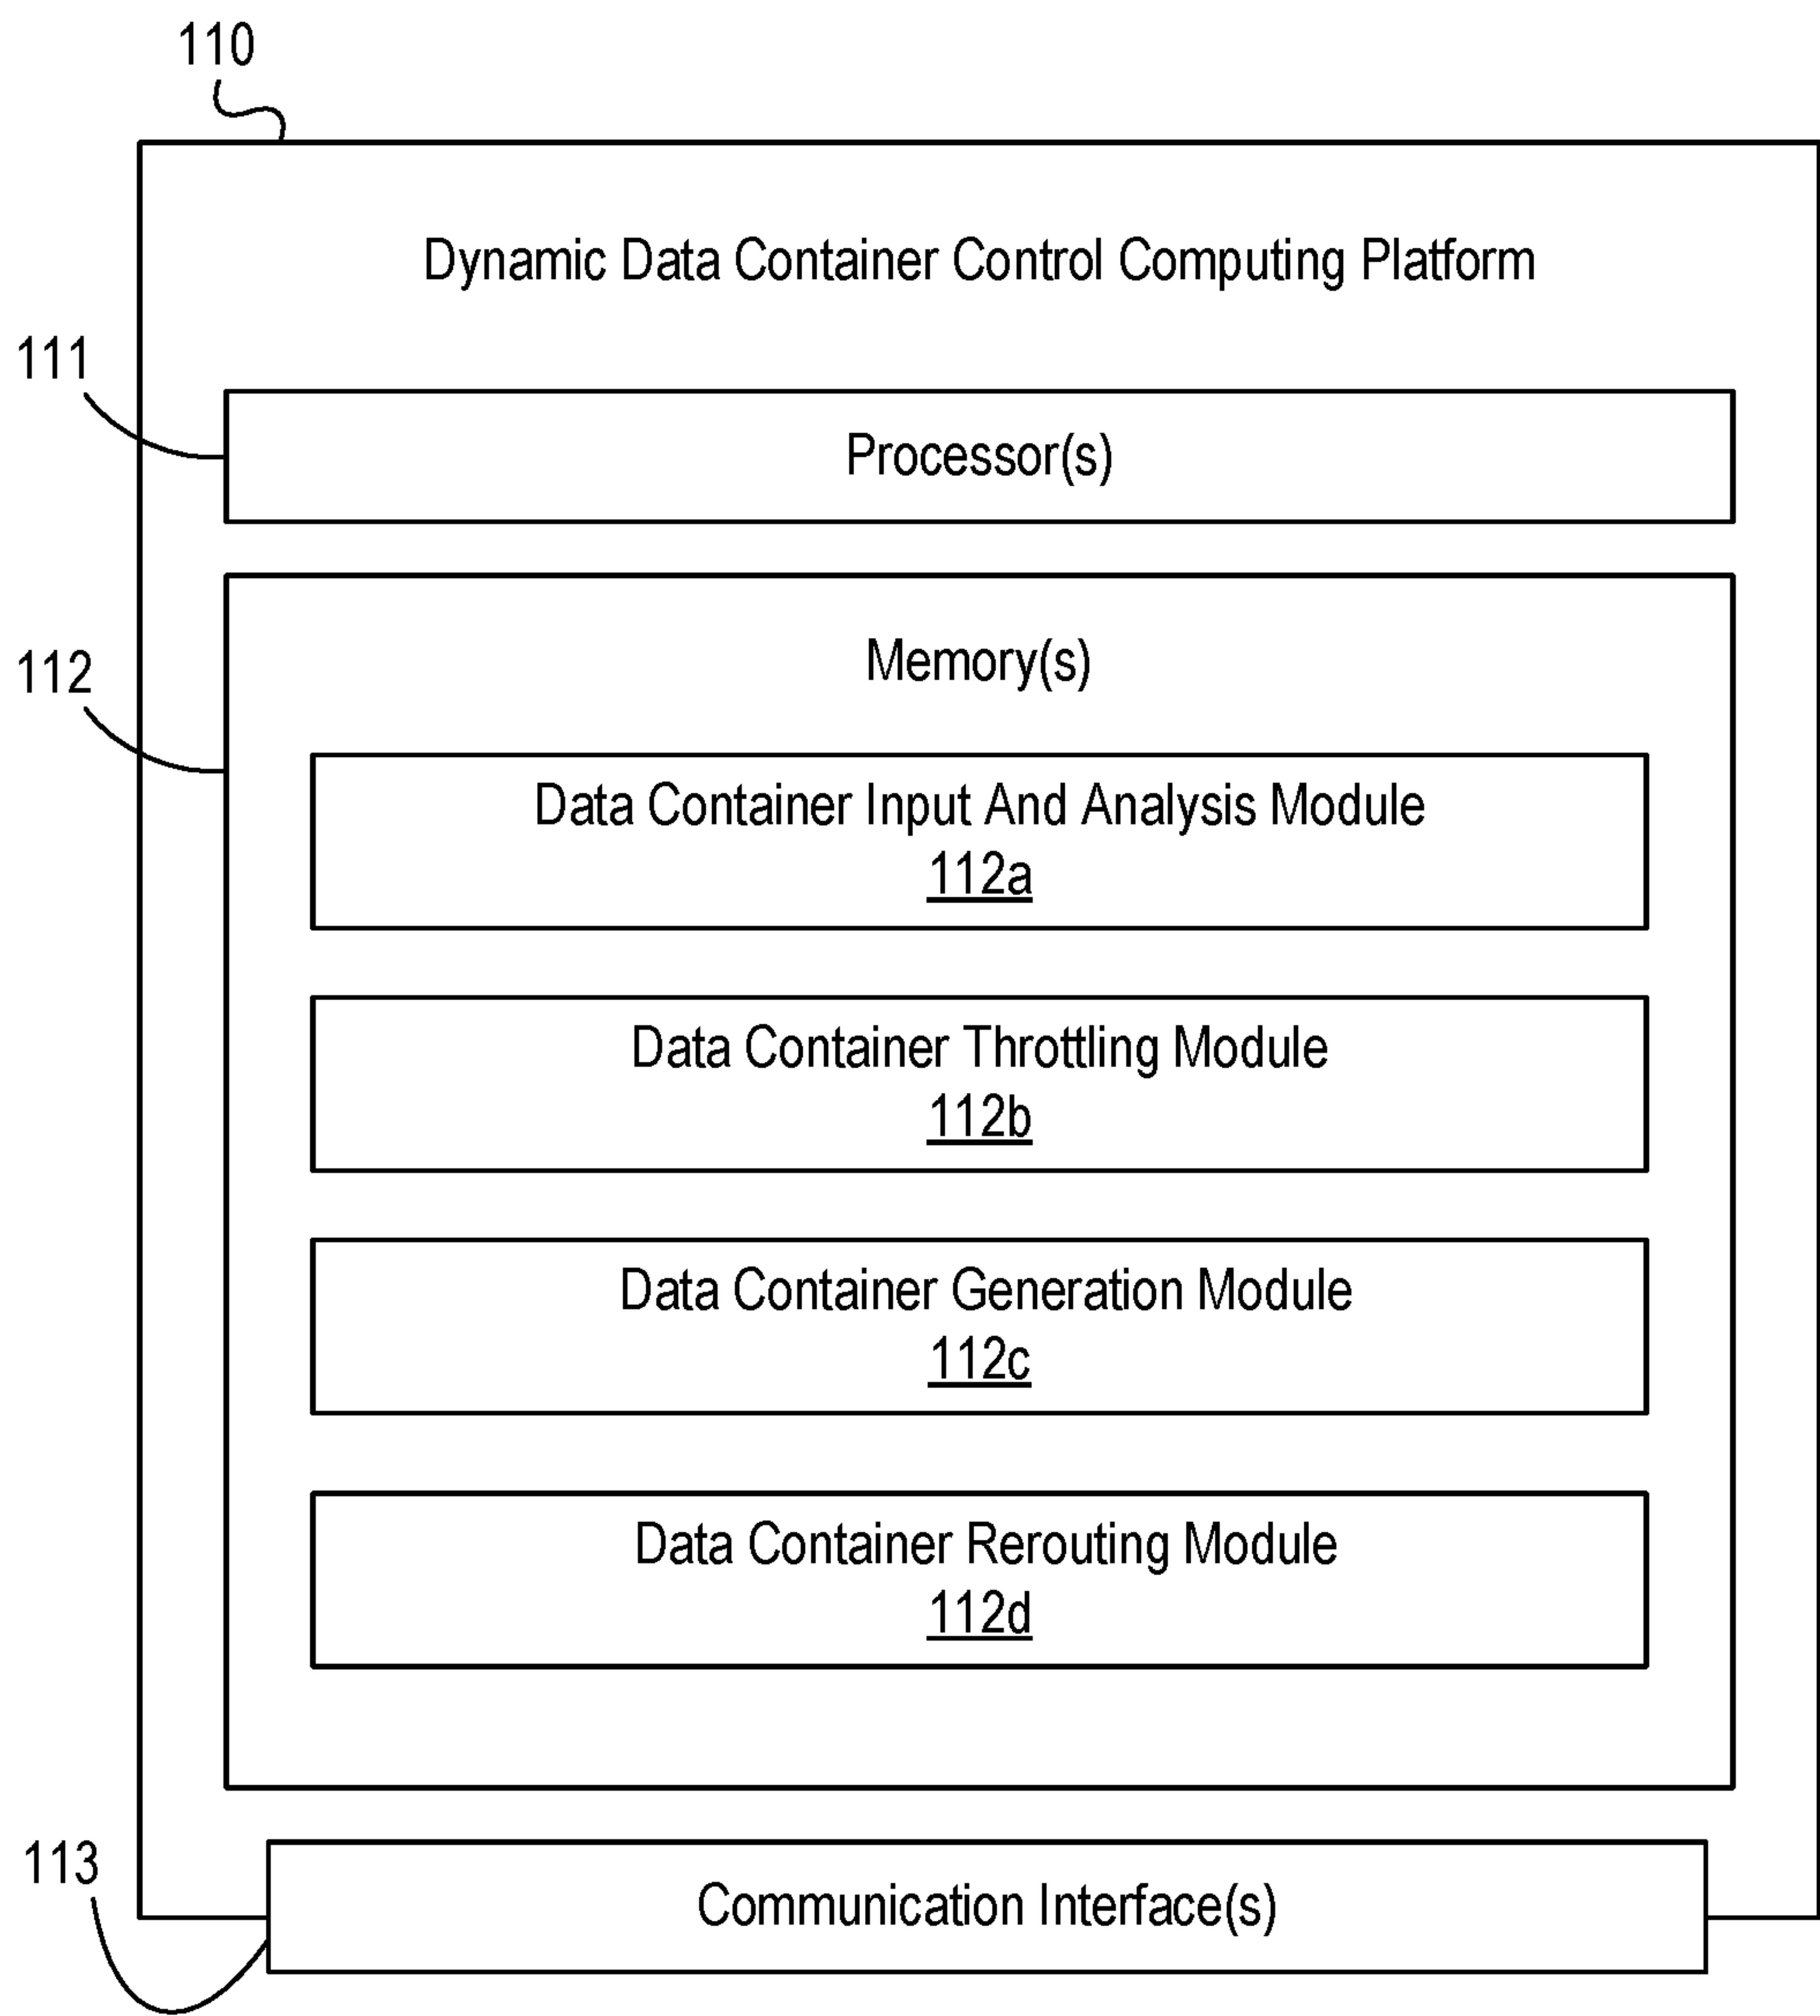 110
Dynamic Data Container Control Computing Platform
111
Processor(s)
112
Memory(s)
Data Container Input And Analysis Module
112a
Data Container Throttling Module
112b
Data Container Generation Module
112c
Data Container Rerouting Module
112d
113
Communication Interface(s)